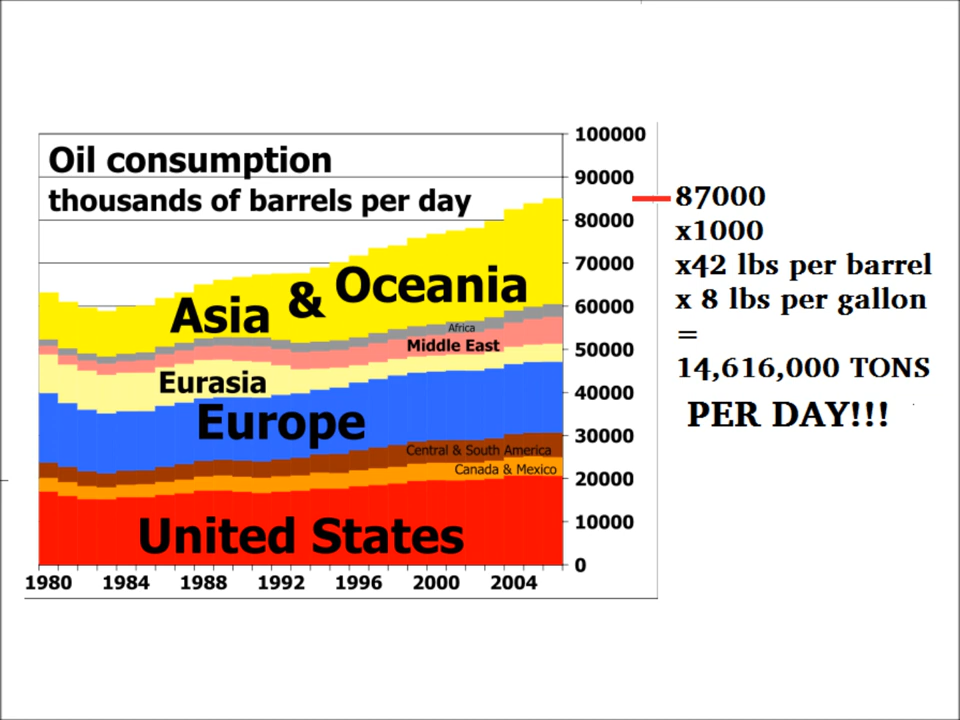 Oil consumption
thousands of barrels per day
100000
90000
80000
70000
60000
50000
40000
30000
20000
10000
0
Asia & Oceania
Africa
Middle East
Eurasia
Europe
Central & South America
Canada & Mexico
United States
1980 1984 1988 1992 1996 2000 2004
87000
x1000
x42 lbs per barrel
x 8 lbs per gallon
=
14,616,000 TONS
PER DAY!!!